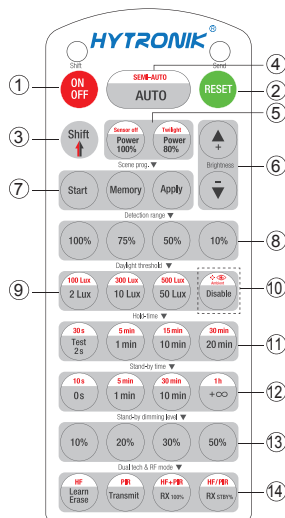 HYTRONIK
Shift
Send
SEMI-AUTO
④
①
ON
OFF
AUTO
RESET
②
⑤
③
Shift
Sensor off
Power
100%
Twilight
Power
80%
+
Brightness
–
⑥
Scene prog. ▼
⑦
Start
Memory
Apply
Detection range ▼
100%
75%
50%
10%
⑧
Daylight threshold ▼
⑨
100 Lux
2 Lux
300 Lux
10 Lux
500 Lux
50 Lux
Ambient
Disable
⑩
Hold-time ▼
30s
Test
2s
5 min
1 min
15 min
10 min
30 min
20 min
⑪
Stand-by time ▼
10s
0s
5 min
1 min
30 min
10 min
1h
+∞
⑫
Stand-by dimming level ▼
10%
20%
30%
50%
⑬
Dual tech & RF mode ▼
HF
Learn
Erase
PIR
Transmit
HF+PIR
RX 100%
HF/PIR
RX STBY%
⑭